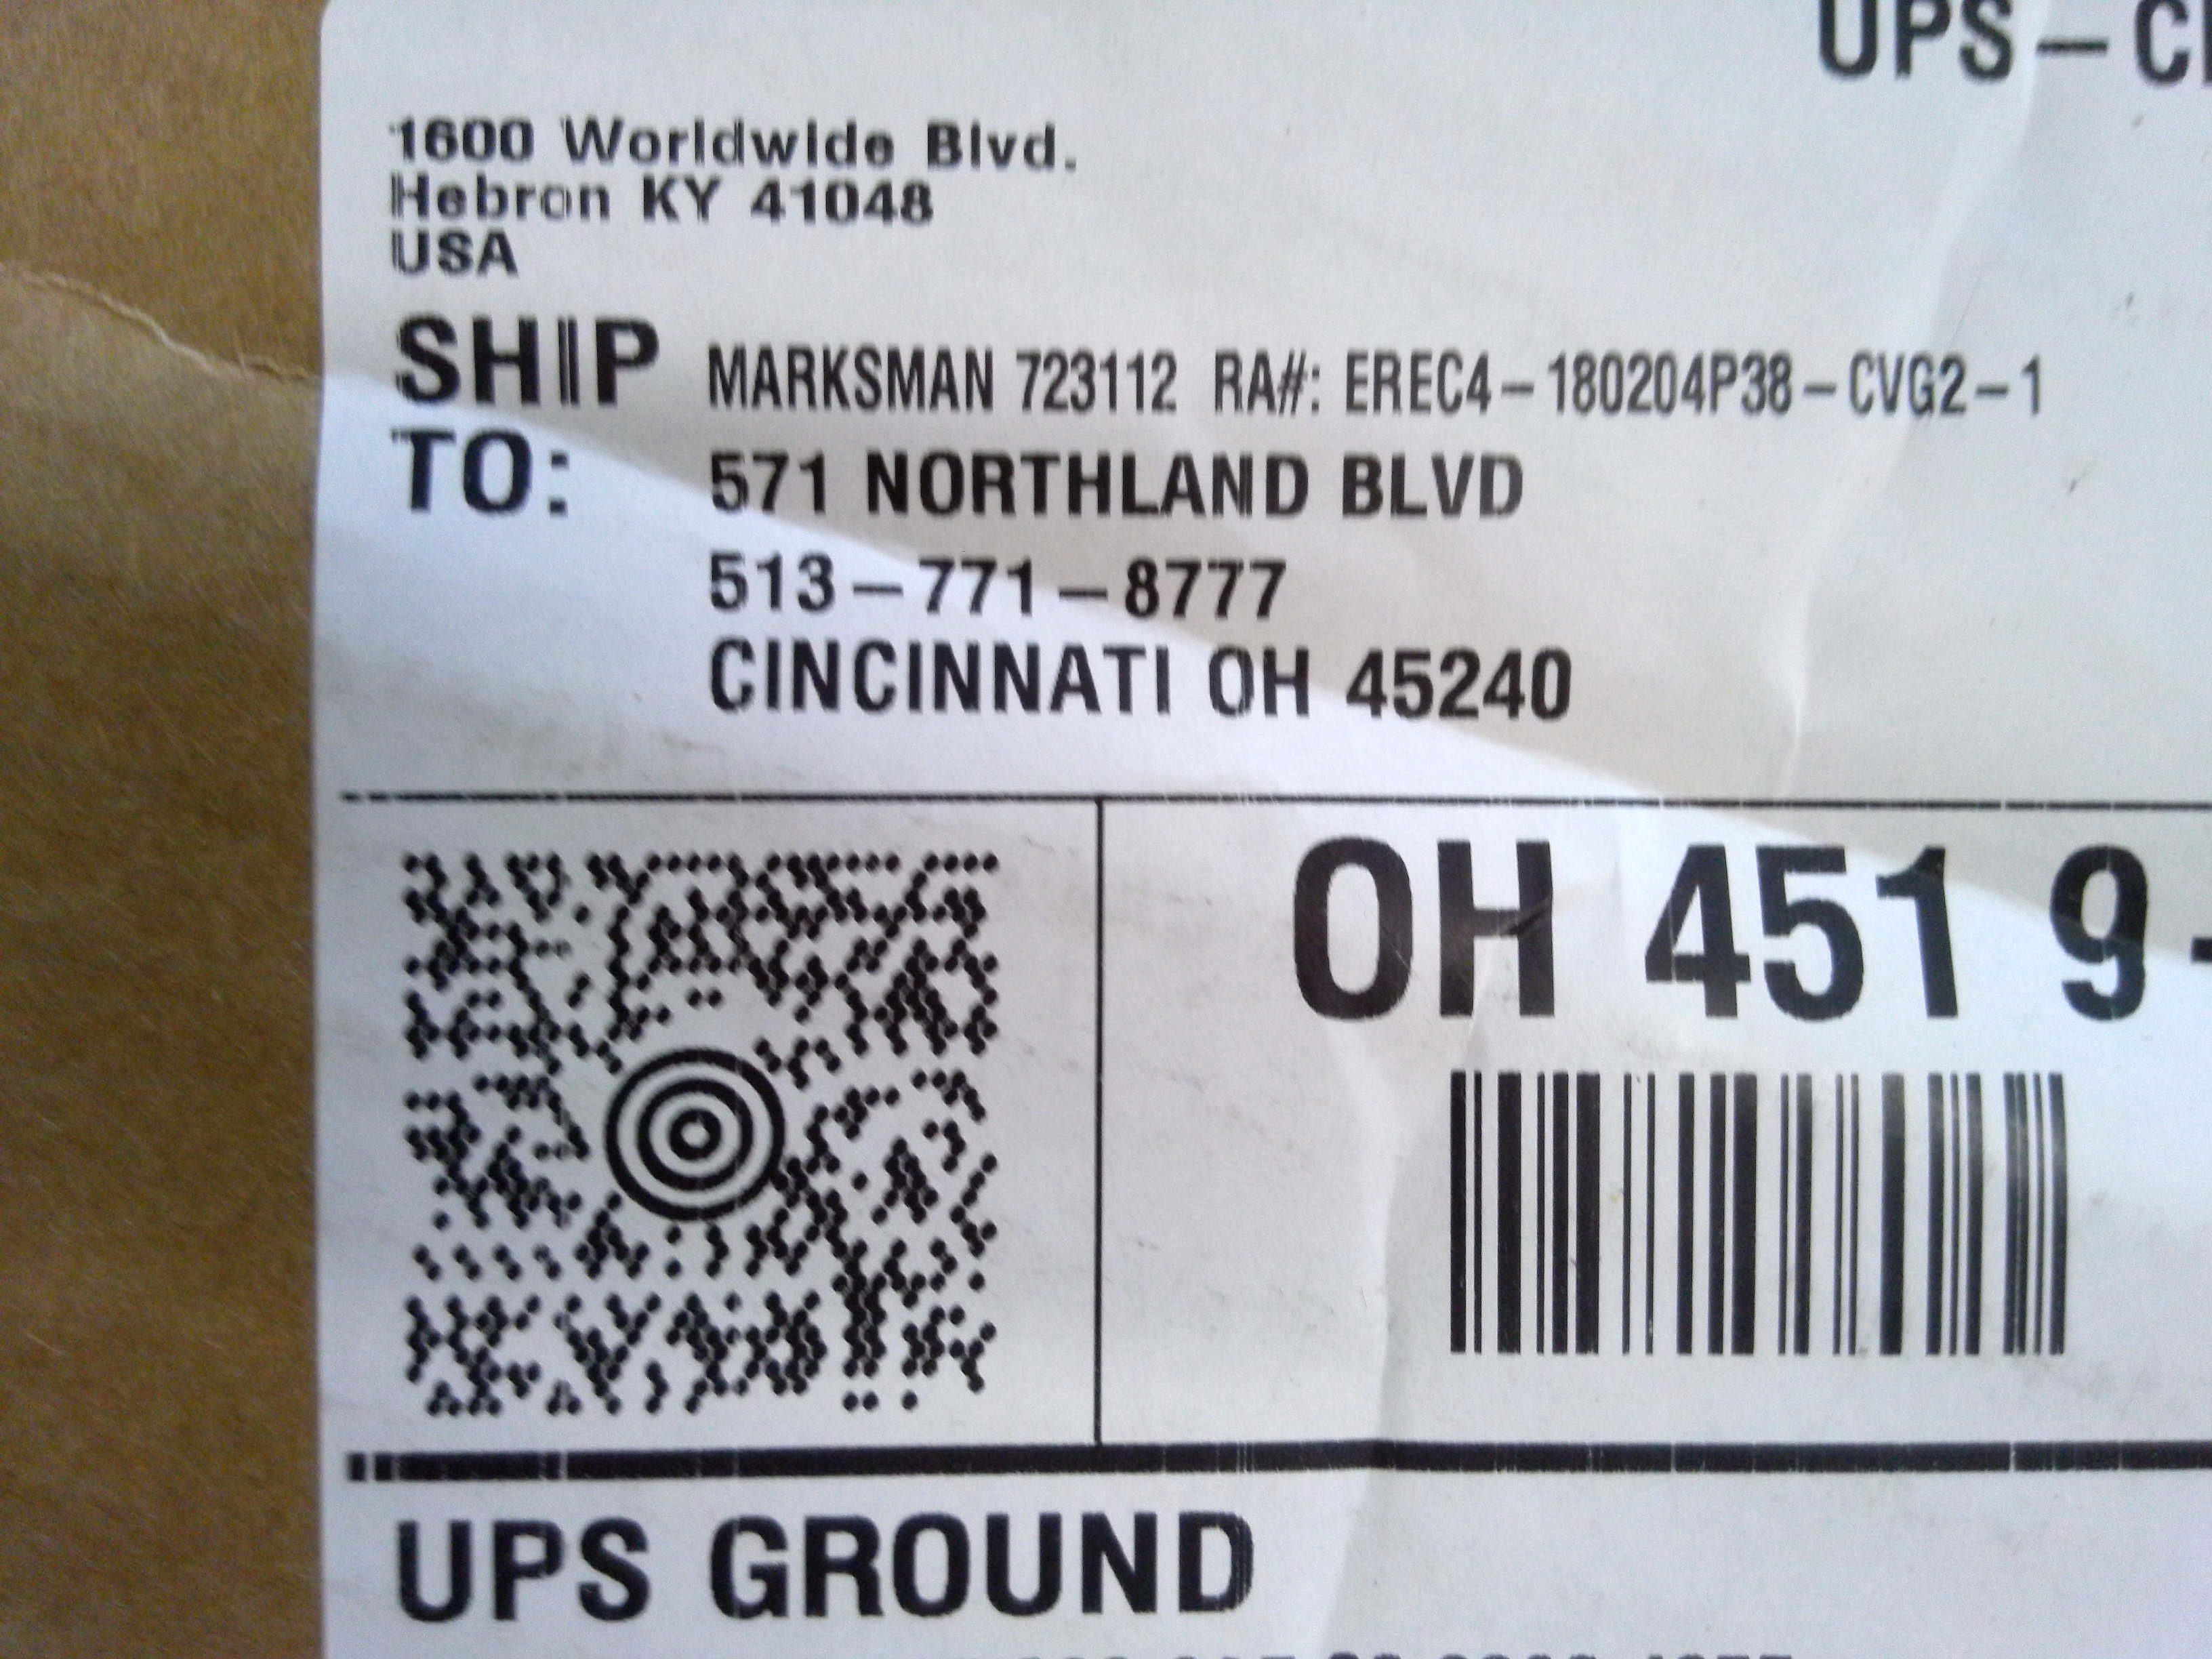 UPS-C
1600 Worldwide Blvd.
Hebron KY 41048
USA
SHIP TO:
MARKSMAN 723112 RA#: EREC4-180204P38-CVG2-1
571 NORTHLAND BLVD
513-771-8777
CINCINNATI OH 45240
OH 451 9-
UPS GROUND